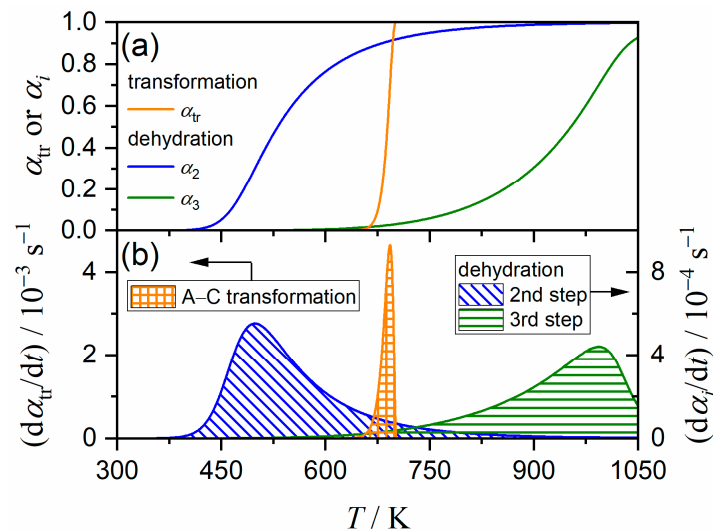 (a)
1.0
0.8
0.6
0.4
0.2
0.0
αtr or αi
transformation
αtr
dehydration
α2
α3
(b)
4
2
0
(dαtr/dt) / 10−3 s−1
A–C transformation
dehydration
2nd step
3rd step
8
4
0
(dαi/dt) / 10−4 s−1
300 450 600 750 900 1050
T / K